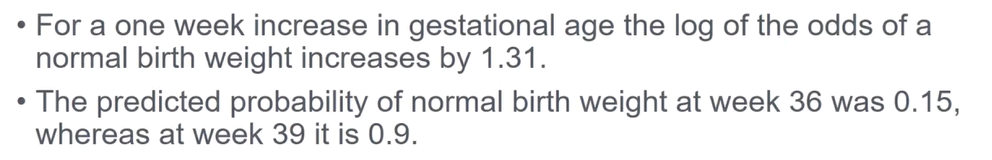 • For a one week increase in gestational age the log of the odds of a
normal birth weight increases by 1.31.
• The predicted probability of normal birth weight at week 36 was 0.15,
whereas at week 39 it is 0.9.